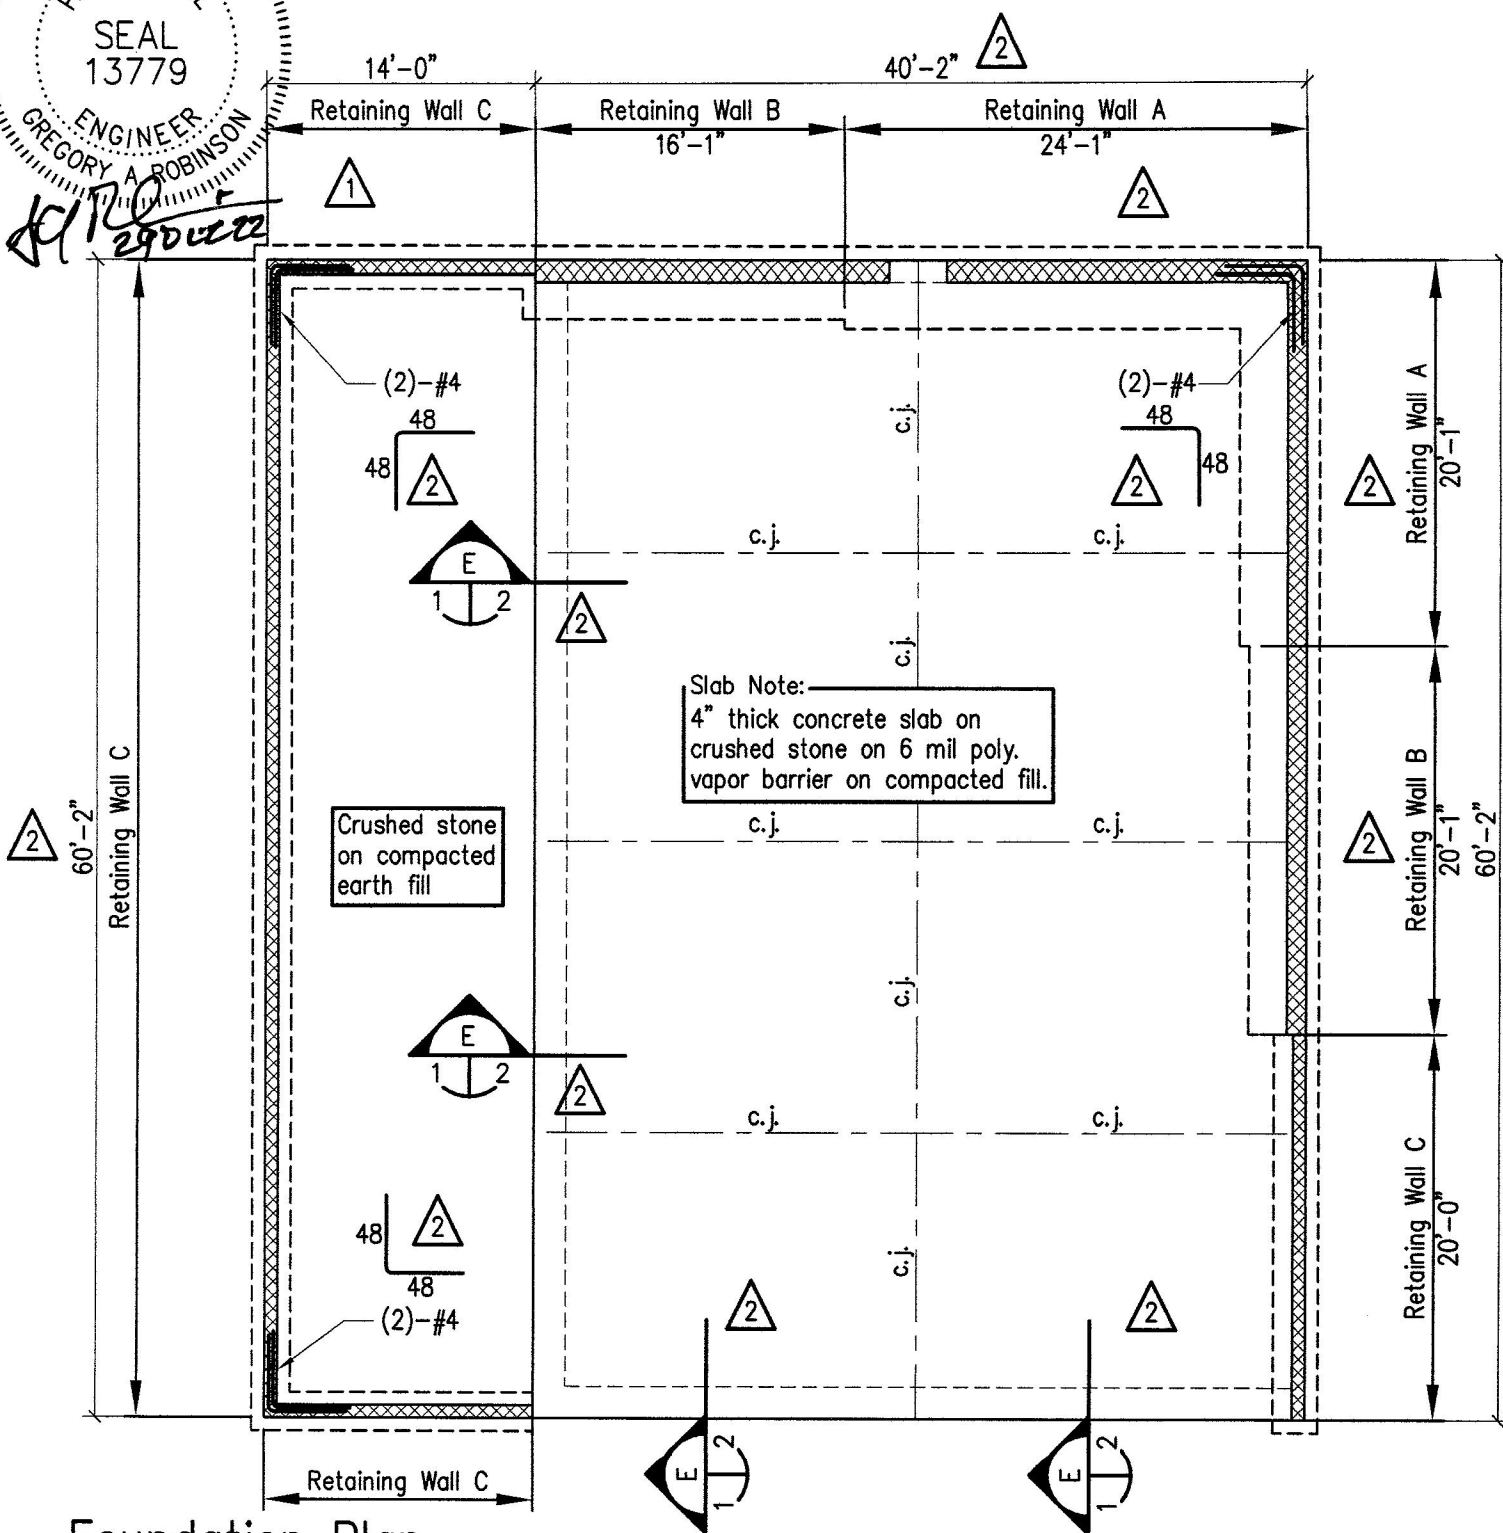 SEAL
13779
ENGINEER
GREGORY A ROBINSON
14'-0"
40'-2"
2
Retaining Wall C
Retaining Wall B
Retaining Wall A
16'-1"
24'-1"
1
2
(2)-#4
(2)-#4
48
48
2
48
48
2
c.j.
Retaining Wall A
20'-1"
2
c.j.
c.j.
E
1 2
2
c.j.
Slab Note:
4" thick concrete slab on
crushed stone on 6 mil poly.
vapor barrier on compacted fill.
2
60'-2"
Retaining Wall C
Crushed stone
on compacted
earth fill
c.j.
c.j.
2
Retaining Wall B
20'-1"
60'-2"
c.j.
E
1 2
2
c.j.
c.j.
48
2
48
(2)-#4
c.j.
2
2
Retaining Wall C
20'-0"
Retaining Wall C
E
1 2
E
1 2
Foundation Plan